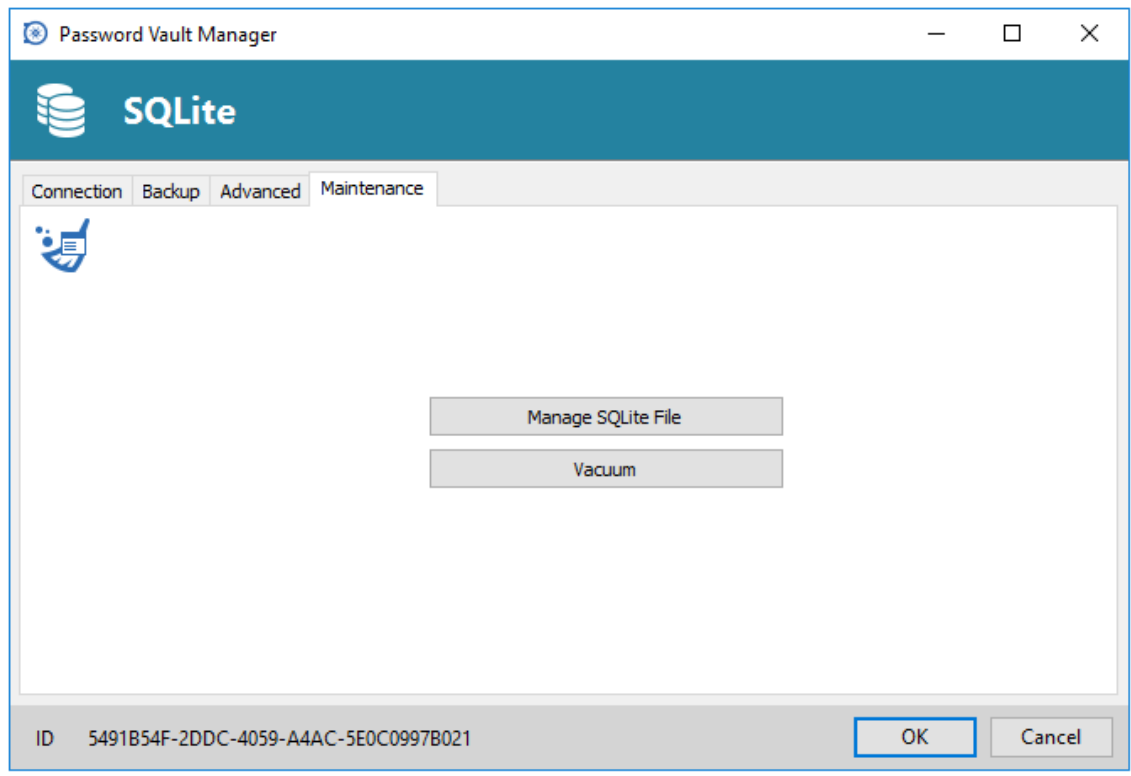 Password Vault Manager
SQLite
Connection Backup Advanced Maintenance
Manage SQLite File
Vacuum
ID 5491B54F-2DDC-4059-A4AC-5E0C0997B021 OK Cancel